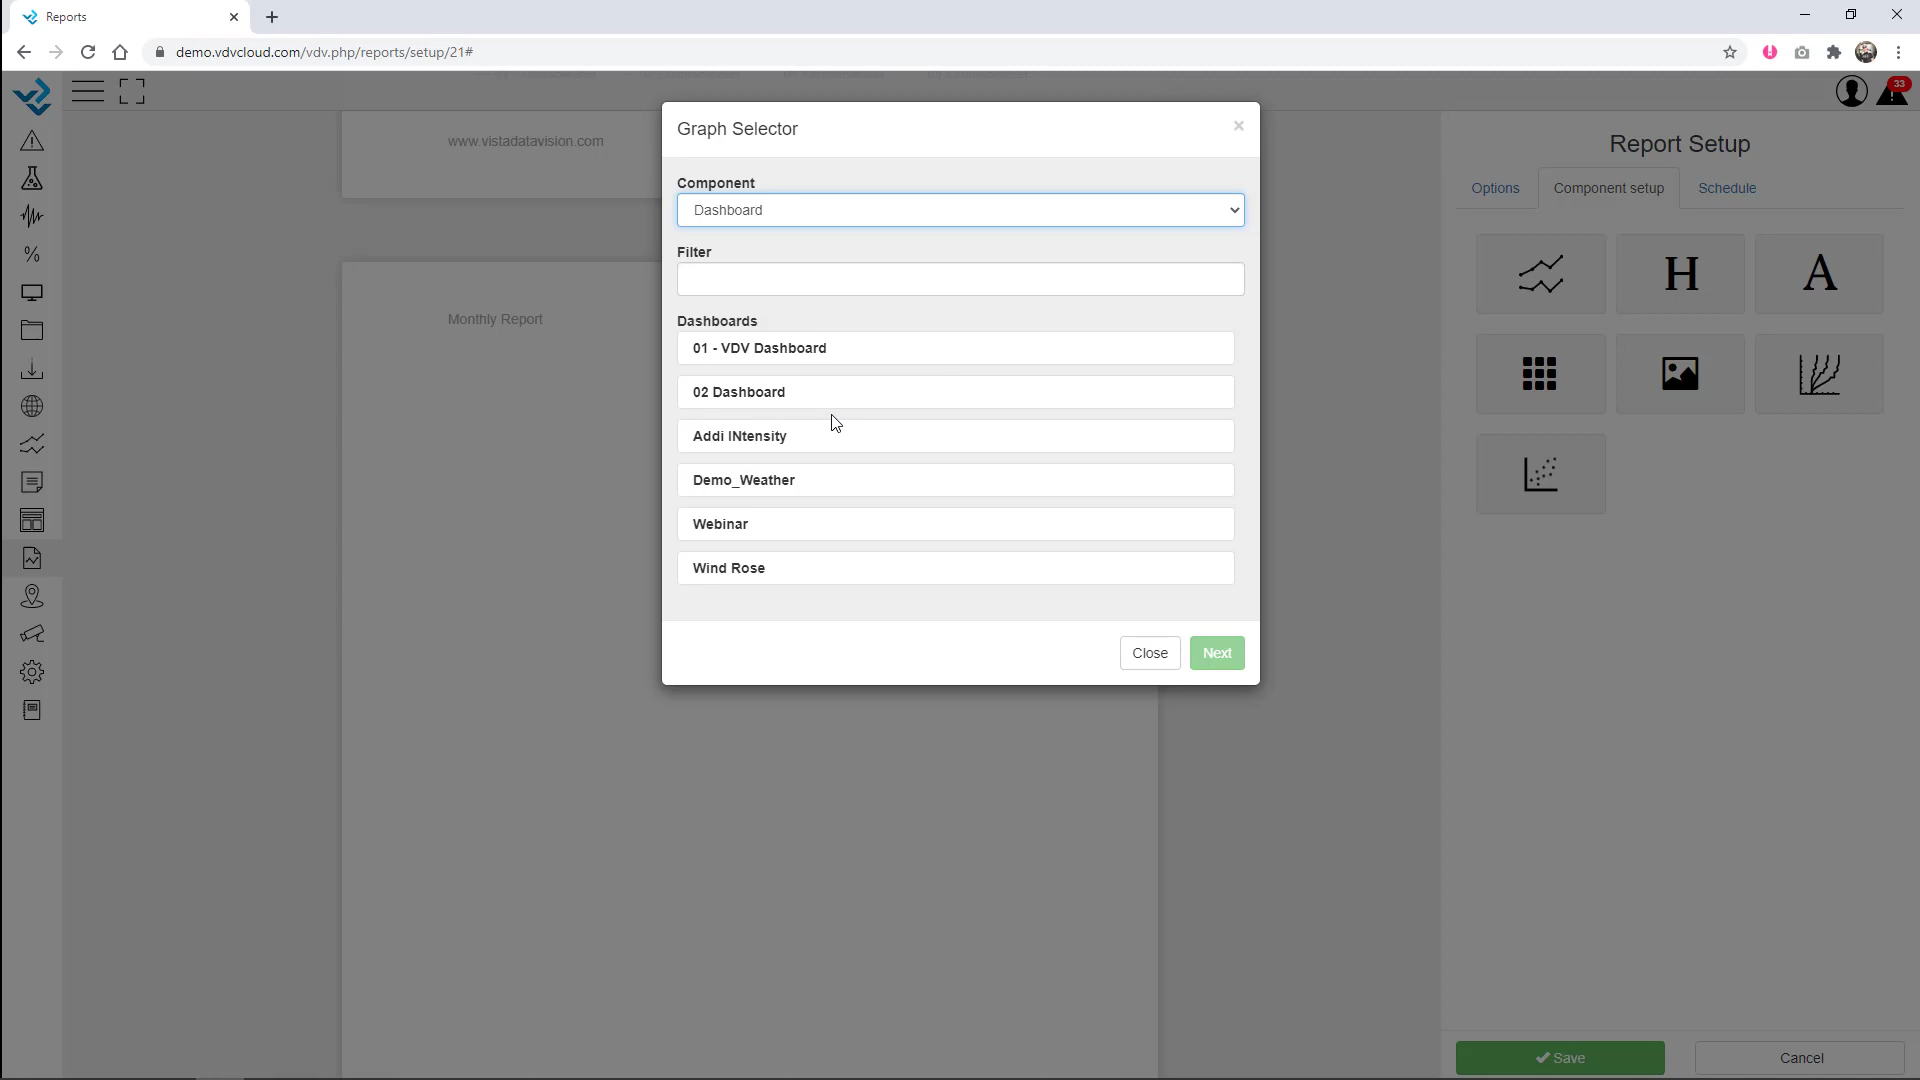 Reports
demo.vdvcloud.com/vdv.php/reports/setup/21#
33
www.vistadatavision.com
Monthly Report
Graph Selector
Component
Dashboard
Filter
Dashboards
01 - VDV Dashboard
02 Dashboard
Addi INtensity
Demo_Weather
Webinar
Wind Rose
Close
Next
Report Setup
Options
Component setup
Schedule
H
A
Save
Cancel